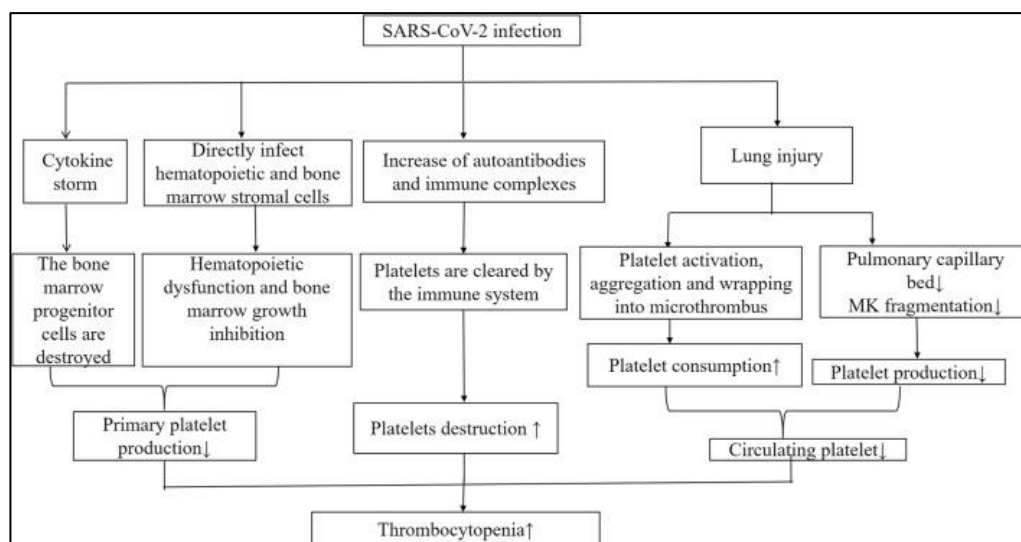 SARS-CoV-2 infection
Cytokine
storm
Directly infect
hematopoietic and bone
marrow stromal cells
Increase of autoantibodies
and immune complexes
Lung injury
The bone
marrow
progenitor
cells are
destroyed
Hematopoietic
dysfunction and bone
marrow growth
inhibition
Platelets are cleared by
the immune system
Platelet activation,
aggregation and wrapping
into microthrombus
Pulmonary capillary
bed↓
MK fragmentation↓
Platelet consumption↑
Platelet production↓
Primary platelet
production↓
Platelets destruction ↑
Circulating platelet↓
Thrombocytopenia↑